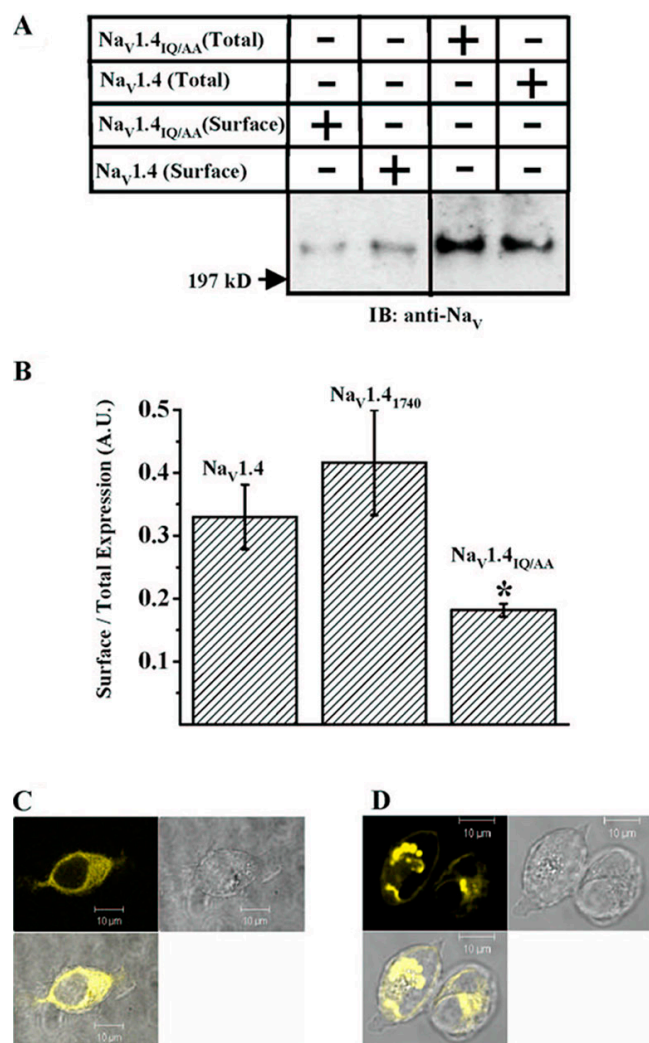 A
NaV1.4IQ/AA(Total) - - + -
NaV1.4 (Total) - - - +
NaV1.4IQ/AA(Surface) + - - -
NaV1.4 (Surface) - + - -
197 kD
IB: anti-NaV
B
Surface / Total Expression (A.U.)
0.5
0.4
0.3
0.2
0.1
NaV1.4
NaV1.41740
NaV1.4IQ/AA
*
C
10 µm
10 µm
10 µm
D
10 µm
10 µm
10 µm